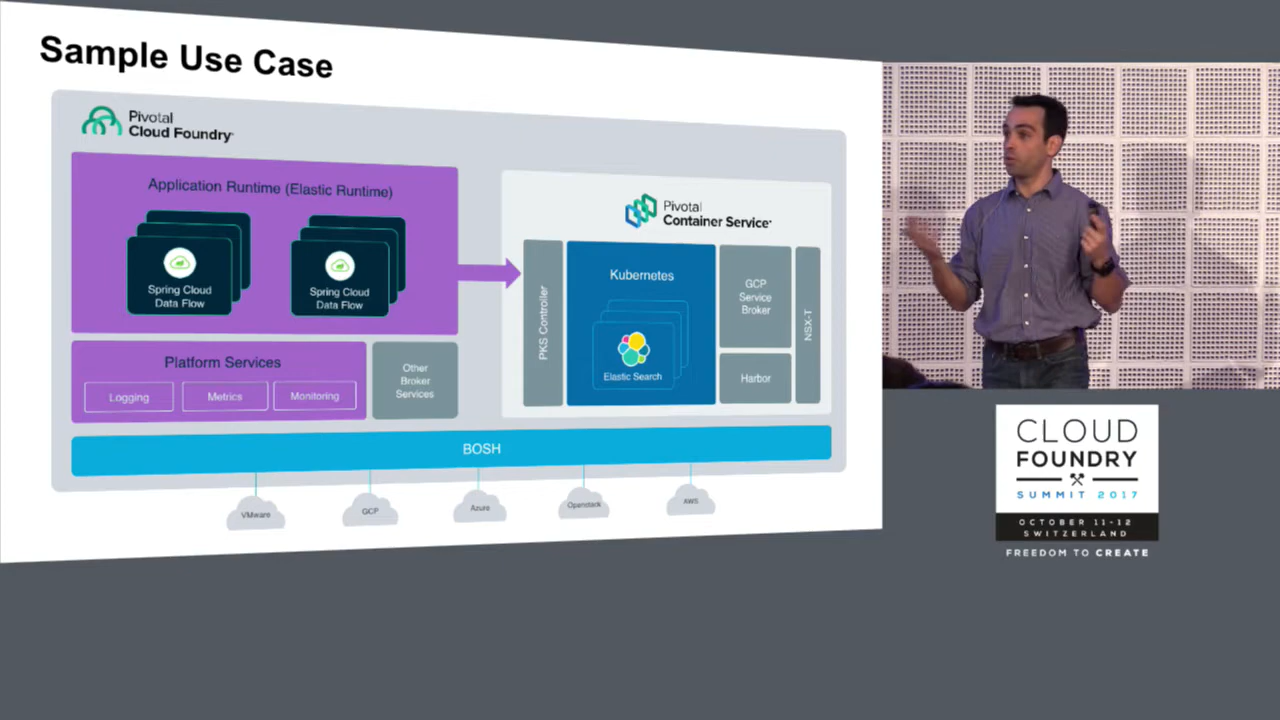 Sample Use Case
Pivotal
Cloud Foundry
Application Runtime (Elastic Runtime)
Spring Cloud
Data Flow
Spring Cloud
Data Flow
Platform Services
Logging
Metrics
Monitoring
Other
Broker
Services
Pivotal
Container Service
PKS Controller
Kubernetes
Elastic Search
GCP
Service
Broker
Harbor
NSX-T
BOSH
VMware
GCP
Azure
Openstack
AWS
CLOUD
FOUNDRY
SUMMIT 2017
OCTOBER 11-12
SWITZERLAND
FREEDOM TO CREATE